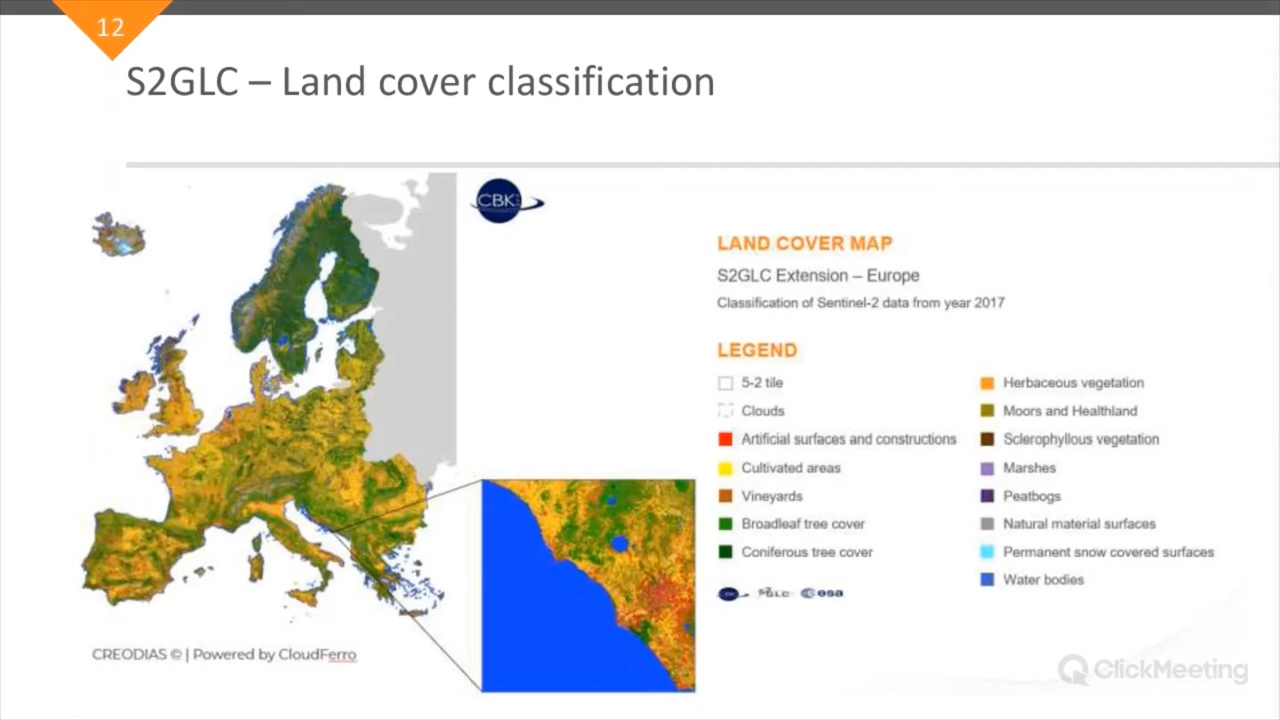 12
S2GLC – Land cover classification
CBK
LAND COVER MAP
S2GLC Extension – Europe
Classification of Sentinel-2 data from year 2017
LEGEND
5-2 tile
Clouds
Artificial surfaces and constructions
Cultivated areas
Vineyards
Broadleaf tree cover
Coniferous tree cover
Herbaceous vegetation
Moors and Healthland
Sclerophyllous vegetation
Marshes
Peatbogs
Natural material surfaces
Permanent snow covered surfaces
Water bodies
esa
CREODIAS © | Powered by CloudFerro
ClickMeeting